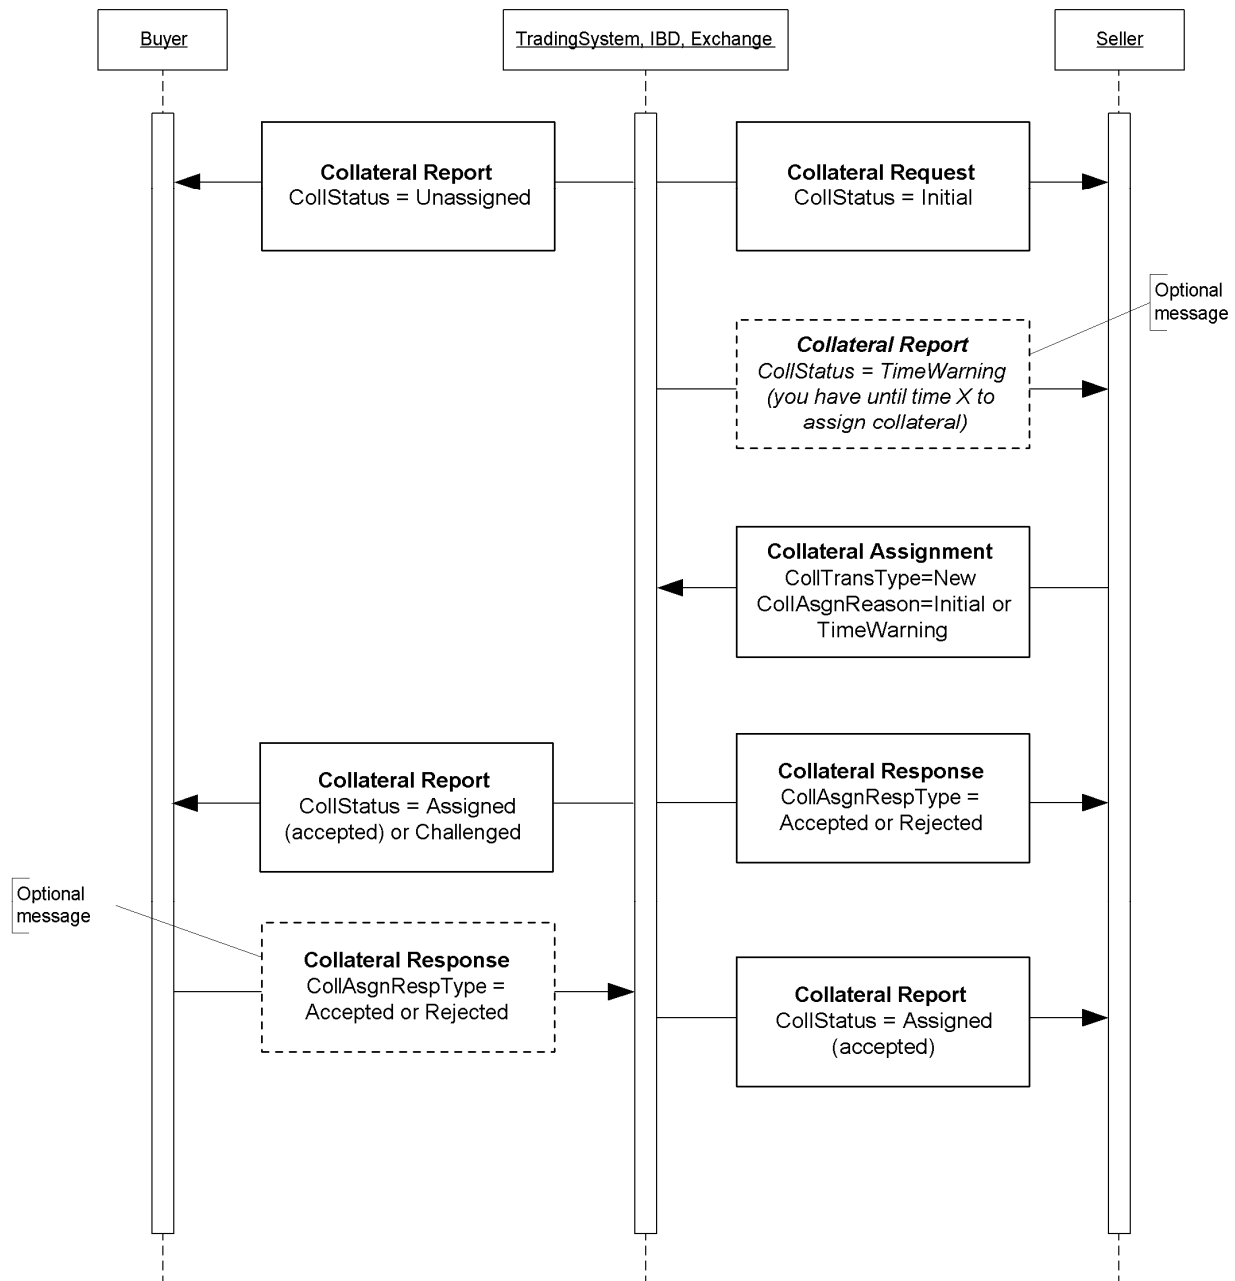 Buyer
TradingSystem, IBD, Exchange
Seller
Collateral Report
CollStatus = Unassigned
Collateral Request
CollStatus = Initial
Optional
message
Collateral Report
CollStatus = TimeWarning
(you have until time X to
assign collateral)
Collateral Assignment
CollTransType=New
CollAsgnReason=Initial or
TimeWarning
Collateral Report
CollStatus = Assigned
(accepted) or Challenged
Collateral Response
CollAsgnRespType =
Accepted or Rejected
Optional
message
Collateral Response
CollAsgnRespType =
Accepted or Rejected
Collateral Report
CollStatus = Assigned
(accepted)